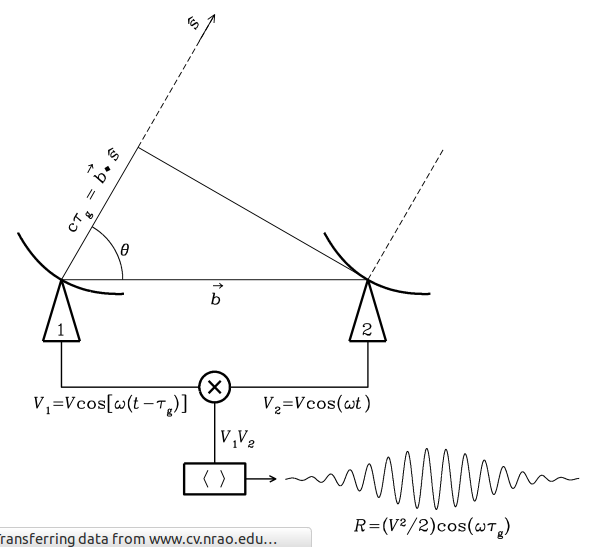 ŝ
cτg = b⃗•ŝ
θ
b⃗
1
2
V₁=Vcos[ω(t−τg)]
V₂=Vcos(ωt)
V₁V₂
⟨ ⟩
R=(V²/2)cos(ωτg)
Transferring data from www.cv.nrao.edu...